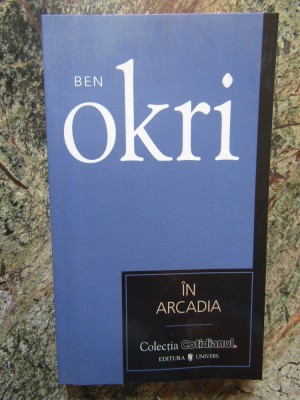 BEN
okri
ÎN
ARCADIA
Colecția Cotidianul
EDITURA UNIVERS